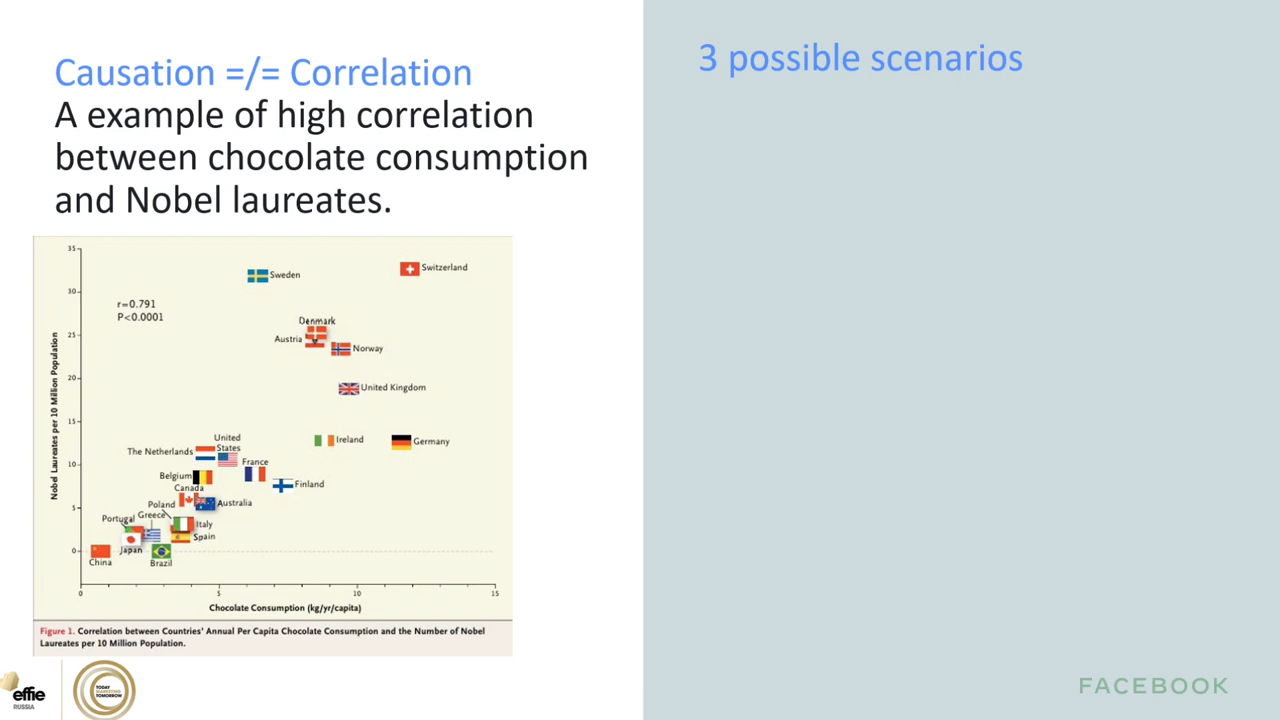 Causation =/= Correlation
A example of high correlation
between chocolate consumption
and Nobel laureates.
35
30
25
20
15
10
5
0
Nobel Laureates per 10 Million Population
r=0.791
P<0.0001
Sweden
Switzerland
Denmark
Austria
Norway
United Kingdom
Ireland
Germany
United
States
The Netherlands
France
Belgium
Finland
Canada
Poland
Australia
Portugal
Greece
Italy
Spain
Japan
China
Brazil
0
5
10
15
Chocolate Consumption (kg/yr/capita)
Figure 1. Correlation between Countries' Annual Per Capita Chocolate Consumption and the Number of Nobel
Laureates per 10 Million Population.
effie
RUSSIA
TODAY
MARKETING
TOMORROW
3 possible scenarios
FACEBOOK